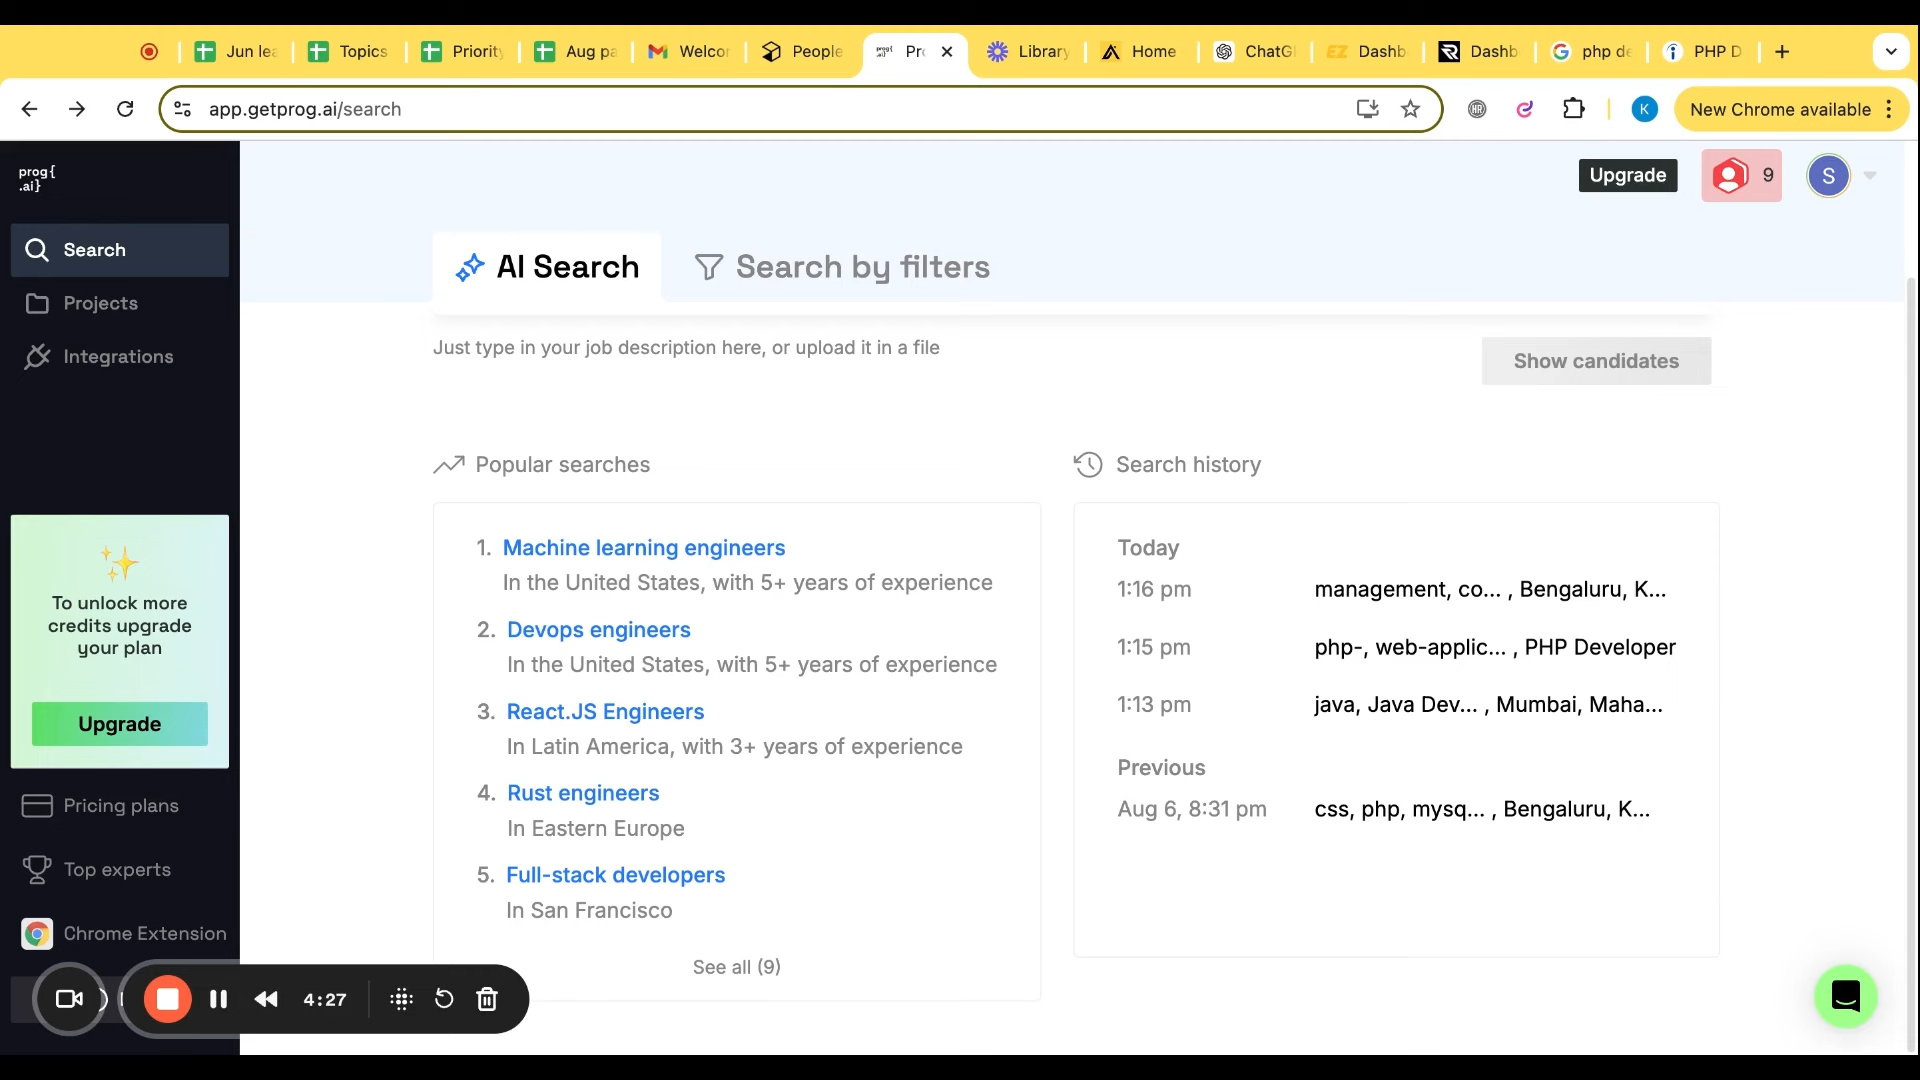 Jun lea
Topics
Priority
Aug pa
Welcor
People
Pro
Library
Home
ChatG
EZ Dashb
Dashb
php de
PHP D
app.getprog.ai/search
K
New Chrome available
prog{
.ai}
Upgrade
9
S
Search
Projects
Integrations
AI Search
Search by filters
Just type in your job description here, or upload it in a file
Show candidates
Popular searches
1. Machine learning engineers
In the United States, with 5+ years of experience
2. Devops engineers
In the United States, with 5+ years of experience
3. React.JS Engineers
In Latin America, with 3+ years of experience
4. Rust engineers
In Eastern Europe
5. Full-stack developers
In San Francisco
See all (9)
Search history
Today
1:16 pm management, co... , Bengaluru, K...
1:15 pm php-, web-applic... , PHP Developer
1:13 pm java, Java Dev... , Mumbai, Maha...
Previous
Aug 6, 8:31 pm css, php, mysq... , Bengaluru, K...
To unlock more
credits upgrade
your plan
Upgrade
Pricing plans
Top experts
Chrome Extension
4:27